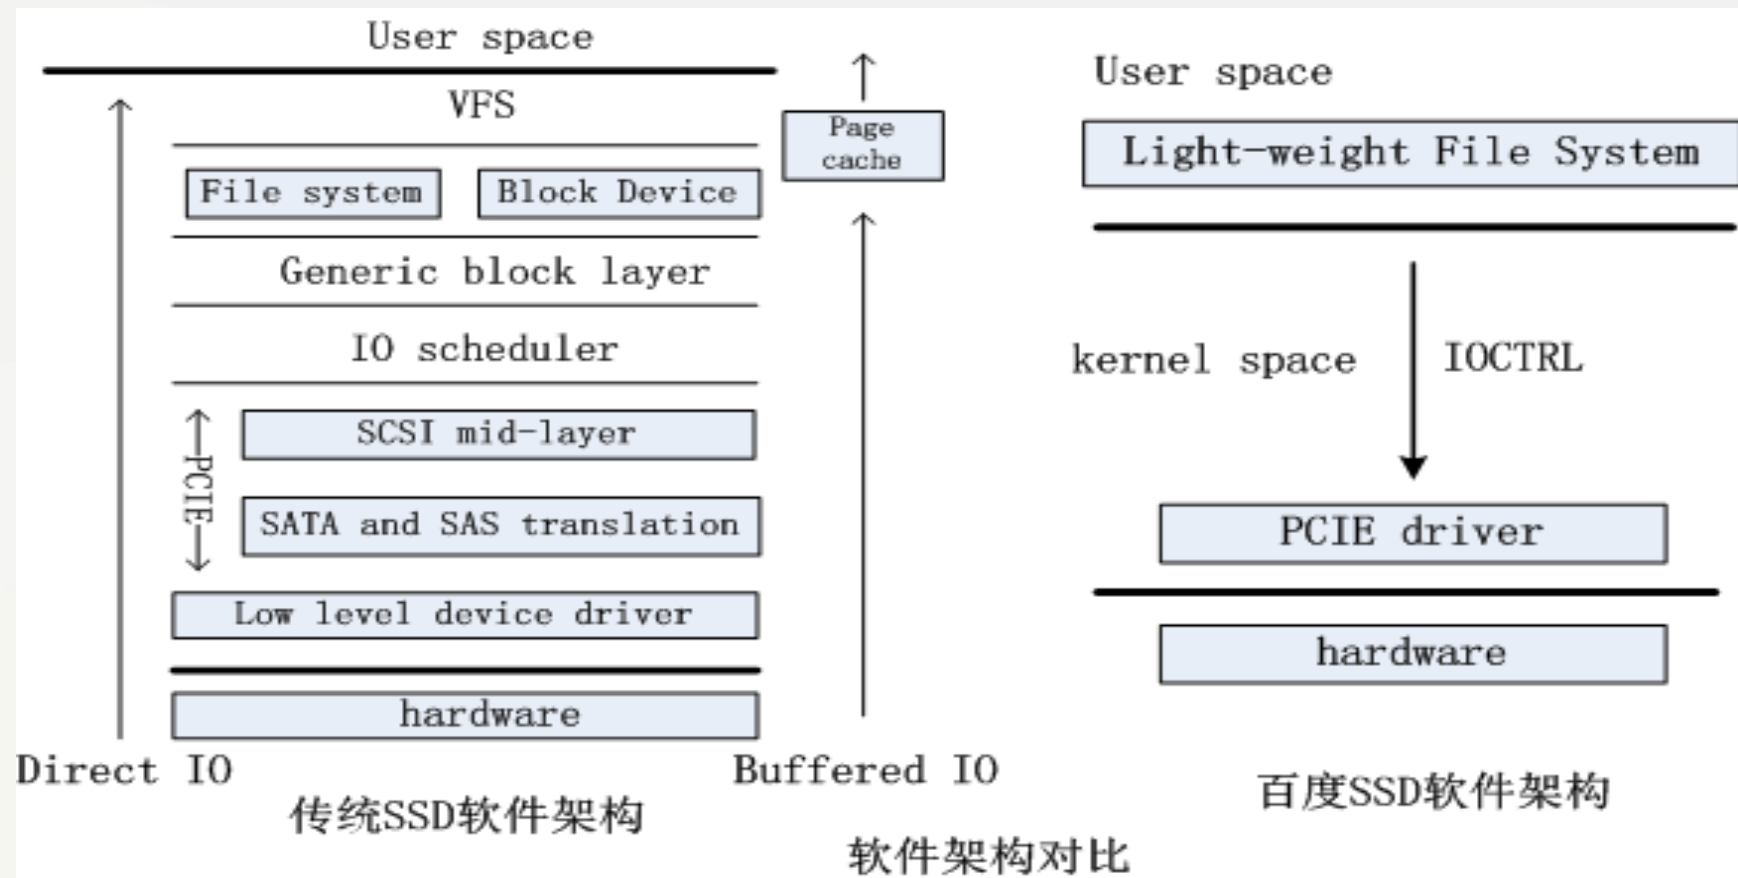 User space
VFS
File system
Block Device
Generic block layer
IO scheduler
PCIE
SCSI mid-layer
SATA and SAS translation
Low level device driver
hardware
Direct IO
Page
cache
Buffered IO
传统SSD软件架构
User space
Light-weight File System
kernel space
IOCTRL
PCIE driver
hardware
百度SSD软件架构
软件架构对比